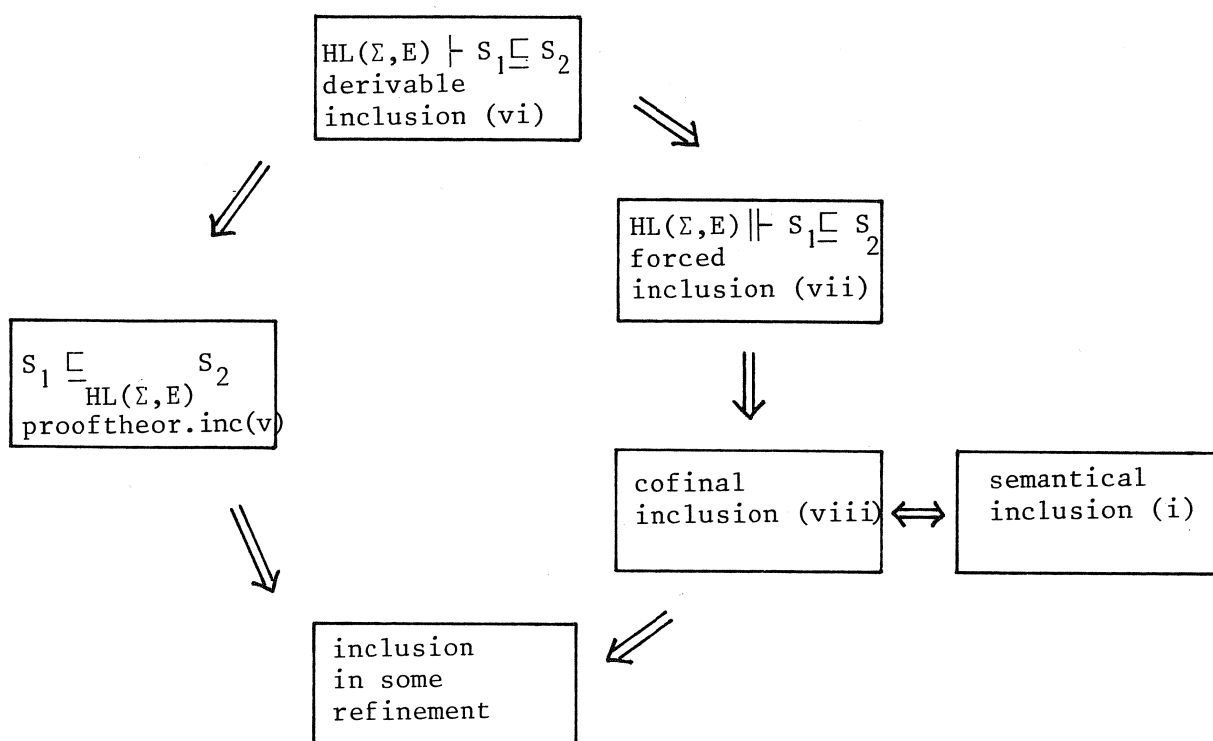 HL(Σ,E) ⊢ S₁ ⊑ S₂
derivable
inclusion (vi)
HL(Σ,E) ⊩ S₁ ⊑ S₂
forced
inclusion (vii)
S₁ ⊑HL(Σ,E) S₂
prooftheor.inc(v)
cofinal
inclusion (viii)
semantical
inclusion (i)
inclusion
in some
refinement